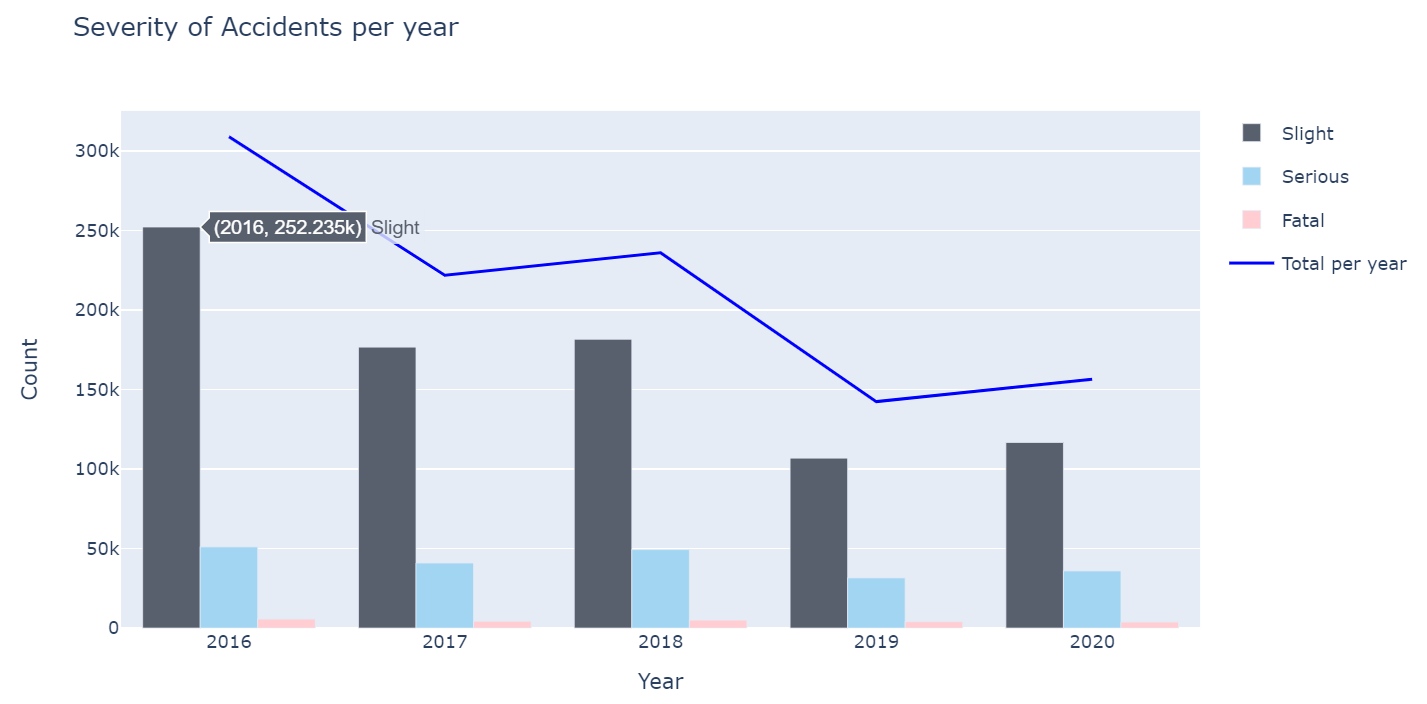 Severity of Accidents per year
Slight
Serious
Fatal
Total per year
300k
250k
200k
150k
100k
50k
0
(2016, 252.235k) Slight
Count
2016
2017
2018
2019
2020
Year